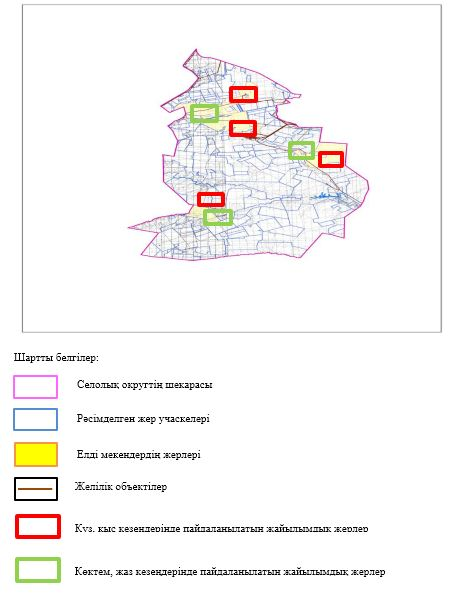 Шартты белгілер:
Селолық округтің шекарасы
Рәсімделген жер учаскелері
Елді мекендердің жерлері
Желілік объектілер
Күз, қыс кезеңдерінде пайдаланылатын жайылымдық жерлер
Көктем, жаз кезеңдерінде пайдаланылатын жайылымдық жерлер